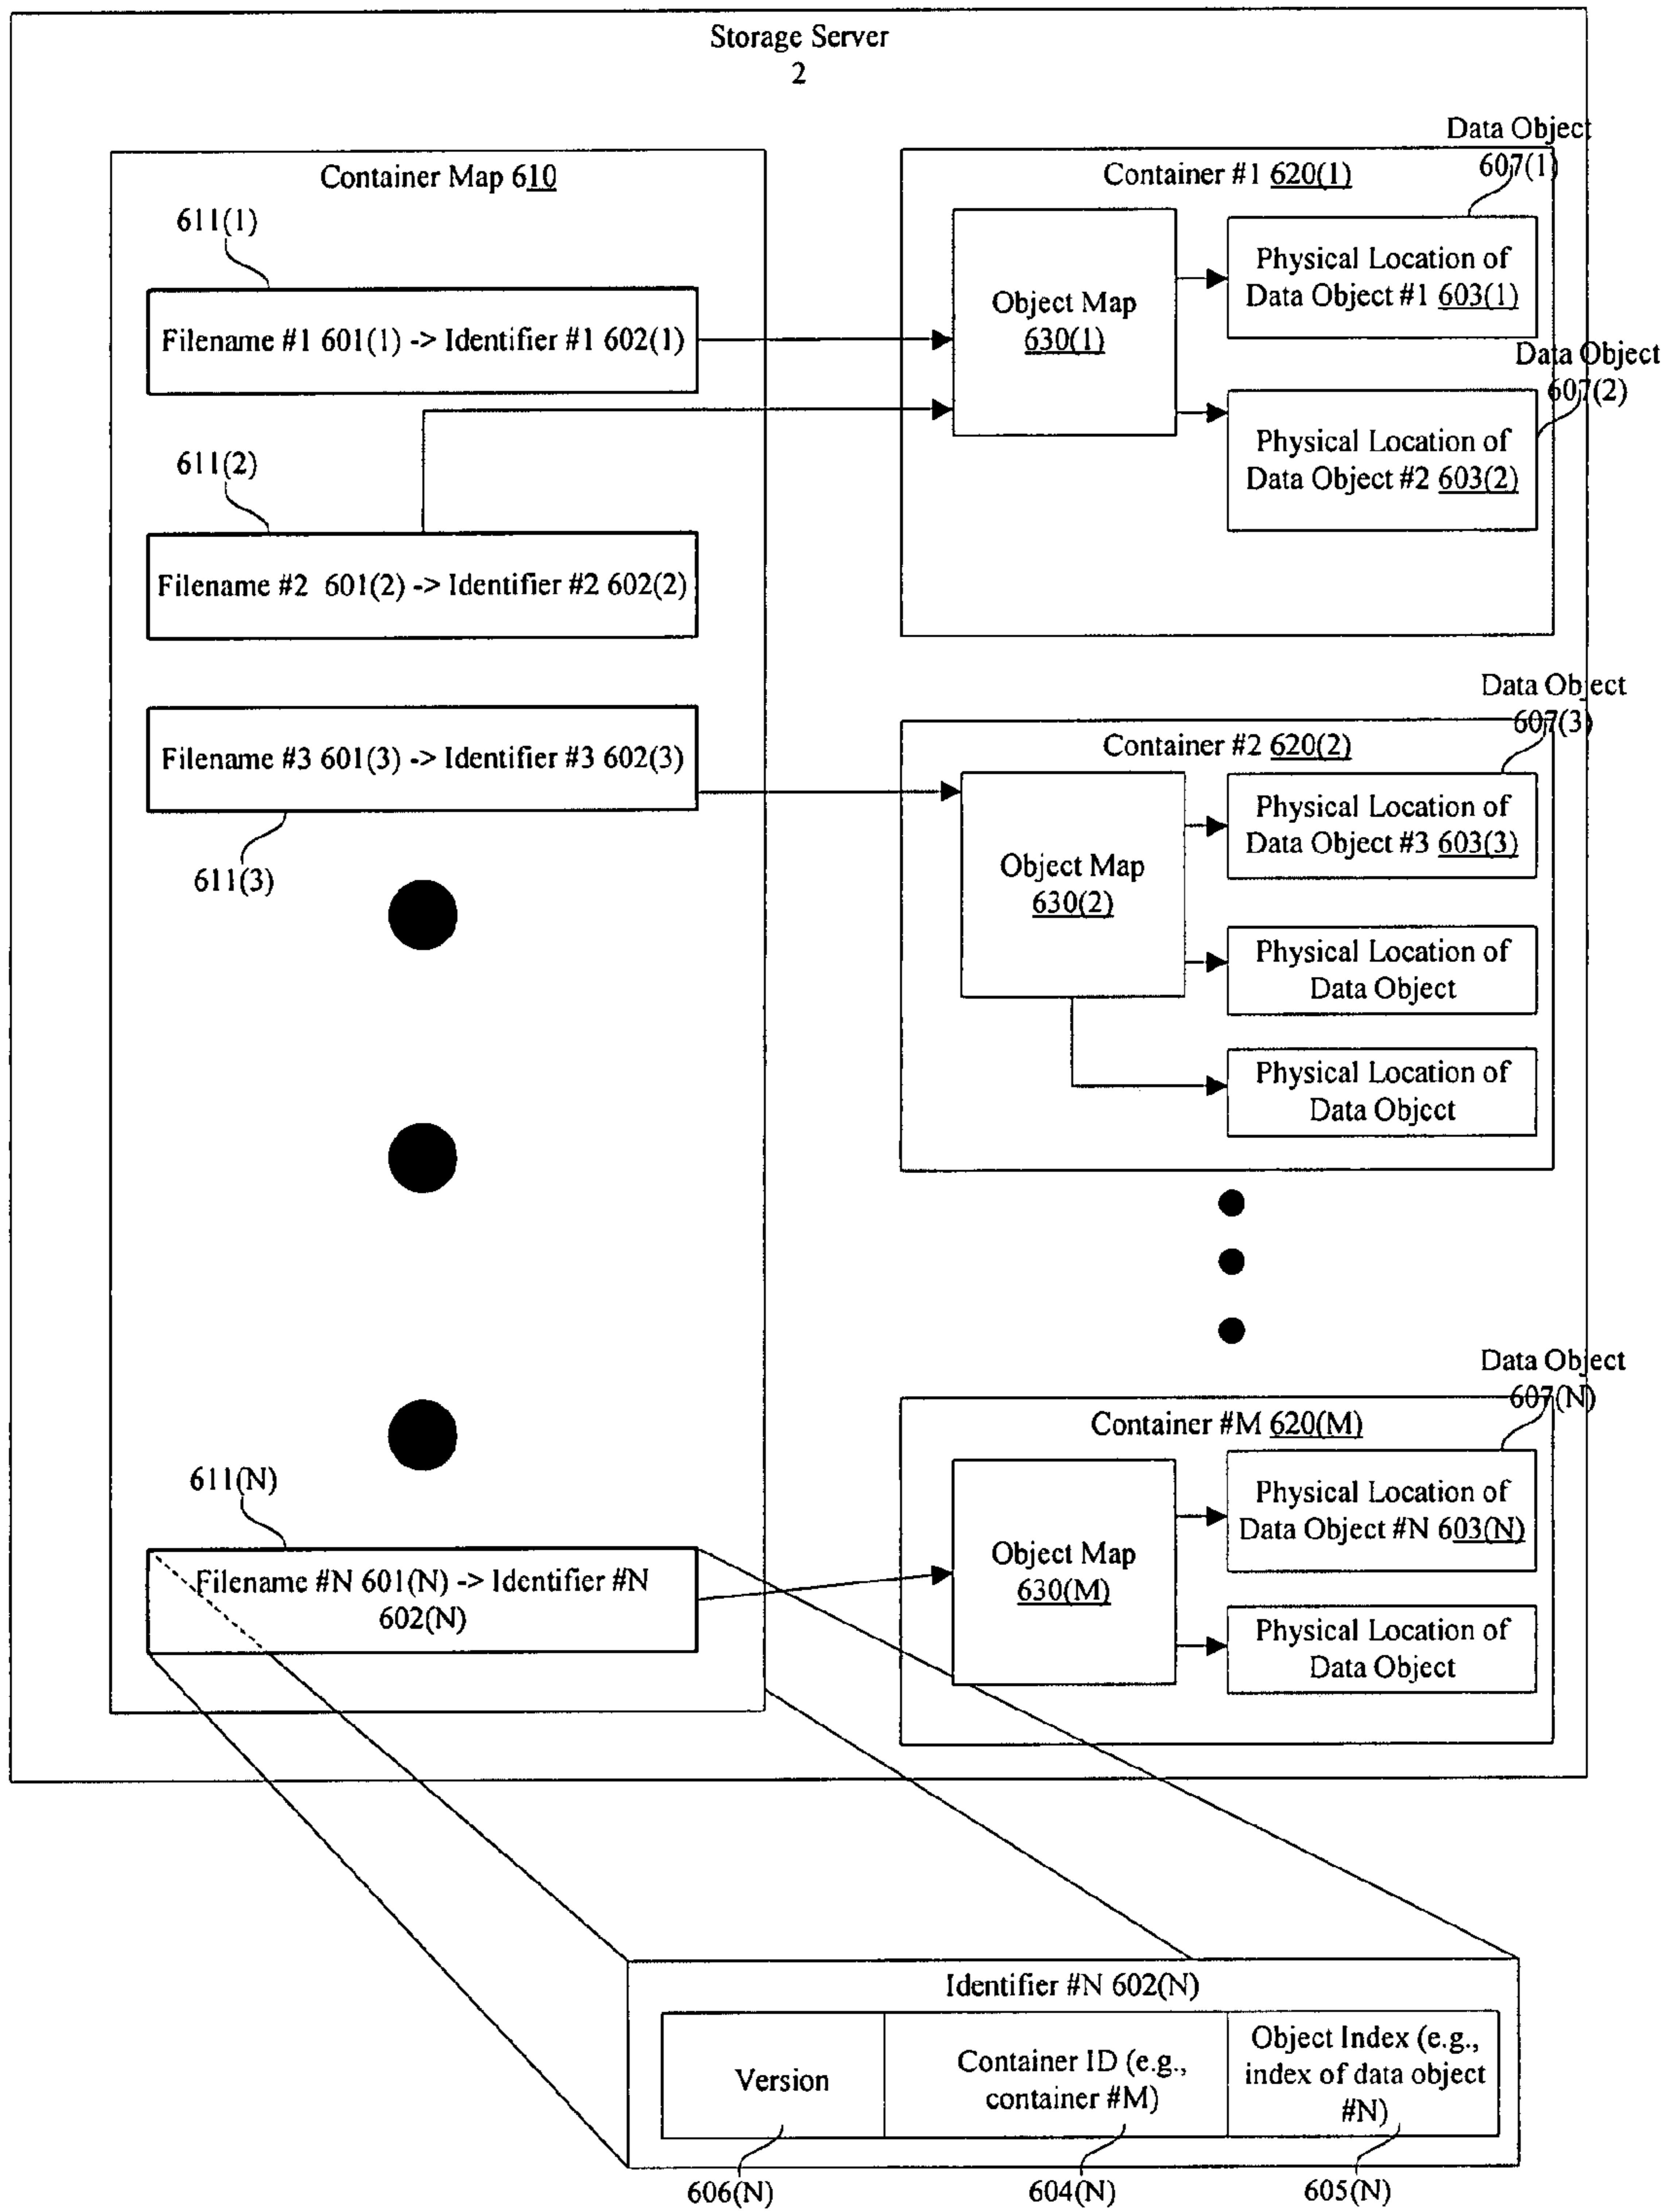 Storage Server
2
Container Map 610
611(1)
Filename #1 601(1) -> Identifier #1 602(1)
611(2)
Filename #2 601(2) -> Identifier #2 602(2)
Filename #3 601(3) -> Identifier #3 602(3)
611(3)
611(N)
Filename #N 601(N) -> Identifier #N
602(N)
Data Object
607(1)
Container #1 620(1)
Object Map
630(1)
Physical Location of
Data Object #1 603(1)
Data Object
607(2)
Physical Location of
Data Object #2 603(2)
Data Object
607(3)
Container #2 620(2)
Object Map
630(2)
Physical Location of
Data Object #3 603(3)
Physical Location of
Data Object
Physical Location of
Data Object
Data Object
607(N)
Container #M 620(M)
Object Map
630(M)
Physical Location of
Data Object #N 603(N)
Physical Location of
Data Object
Identifier #N 602(N)
Version
Container ID (e.g.,
container #M)
Object Index (e.g.,
index of data object
#N)
606(N)
604(N)
605(N)